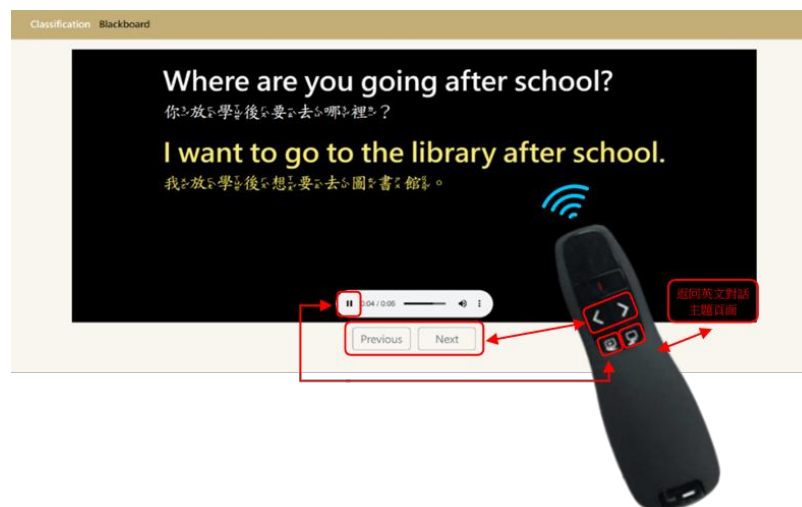 Classification Blackboard
Where are you going after school?
你放學後要去哪裡？
I want to go to the library after school.
我放學後想要去圖書館。
0:04 / 0:05
Previous Next
返回英文對話
主題頁面